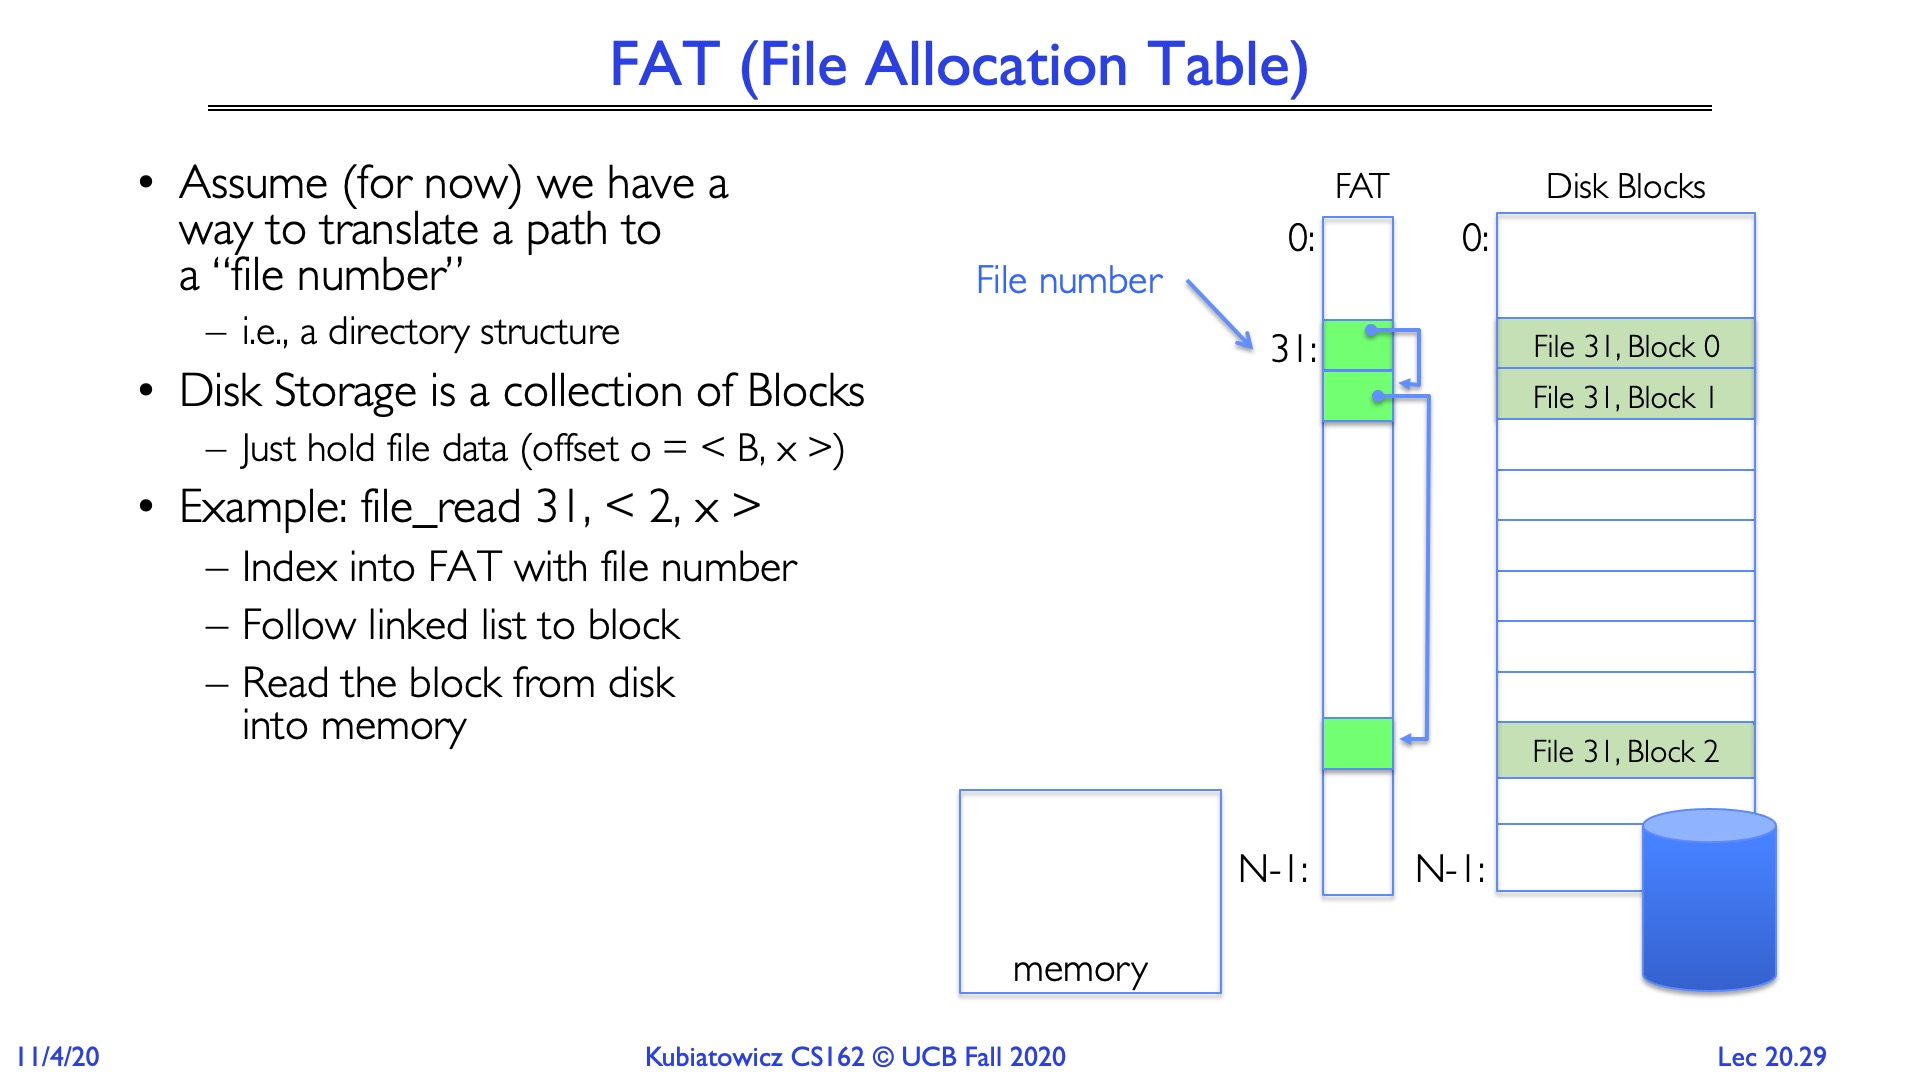 FAT (File Allocation Table)
• Assume (for now) we have a
way to translate a path to
a “file number”
– i.e., a directory structure
• Disk Storage is a collection of Blocks
– Just hold file data (offset o = < B, x >)
• Example: file_read 31, < 2, x >
– Index into FAT with file number
– Follow linked list to block
– Read the block from disk
into memory
FAT
Disk Blocks
0:
0:
File number
31:
File 31, Block 0
File 31, Block 1
File 31, Block 2
N-1:
N-1:
memory
11/4/20
Kubiatowicz CS162 © UCB Fall 2020
Lec 20.29